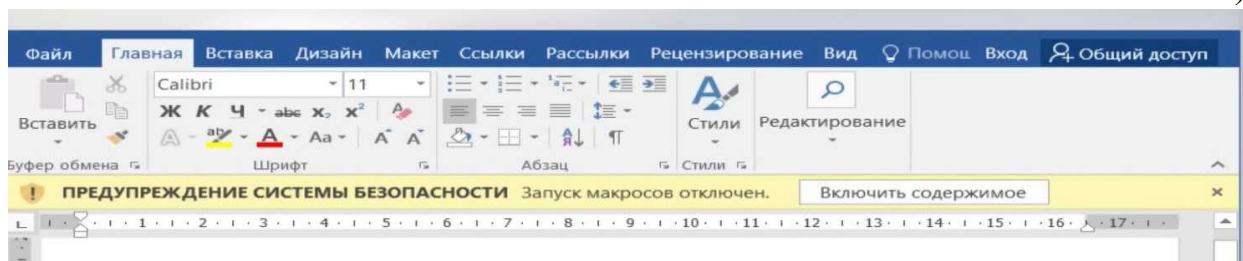 Файл Главная Вставка Дизайн Макет Ссылки Рассылки Рецензирование Вид Помощ Вход Общий доступ
Calibri 11
Вставить Ж К Ч abc X₂ X² Стили Редактирование
A aby A Aa A A А Я ¶
Буфер обмена Шрифт Абзац Стили
ПРЕДУПРЕЖДЕНИЕ СИСТЕМЫ БЕЗОПАСНОСТИ Запуск макросов отключен. Включить содержимое
L 1 2 3 4 5 6 7 8 9 10 11 12 13 14 15 16 17